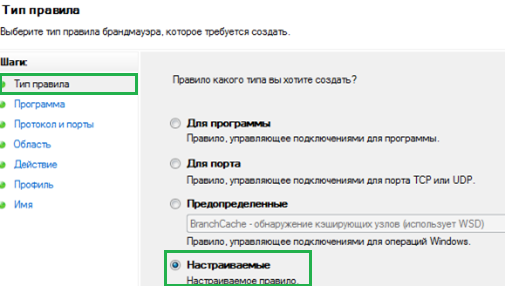 Тип правила
Выберите тип правила брандмауэра, которое требуется создать.
Шаги:
Тип правила
Программа
Протокол и порты
Область
Действие
Профиль
Имя
Правило какого типа вы хотите создать?
Для программы
Правило, управляющее подключениями для программы.
Для порта
Правило, управляющее подключениями для порта TCP или UDP.
Предопределенные
BranchCache - обнаружение кэширующих узлов (использует WSD)
Правило, управляющее подключениями для операций Windows.
Настраиваемые
Настраиваемое правило.